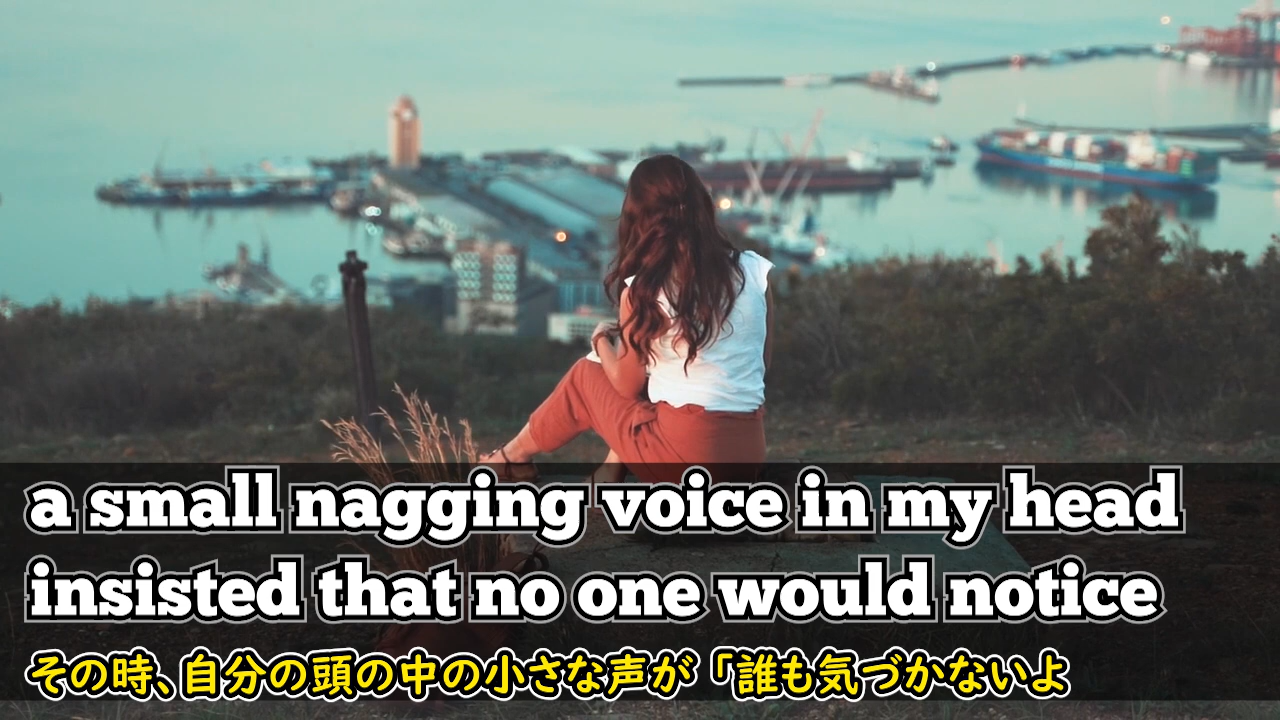 a small nagging voice in my head
insisted that no one would notice
その時、自分の頭の中の小さな声が「誰も気づかないよ